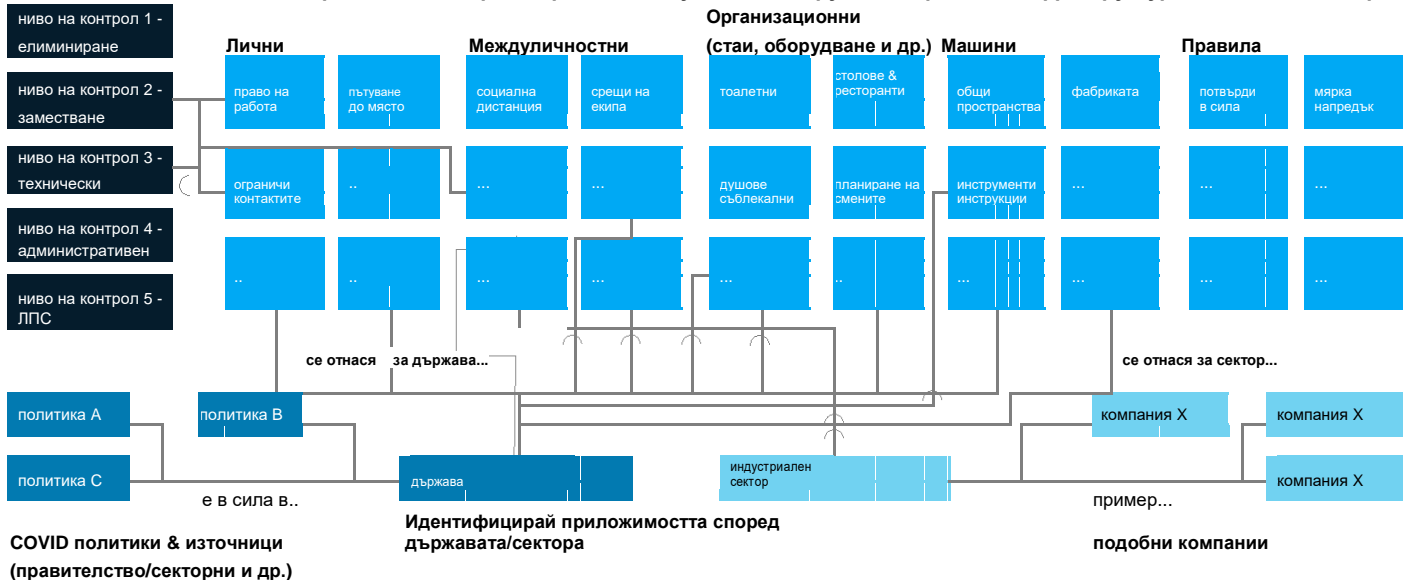 ниво на контрол 1 -
елиминиране
ниво на контрол 2 -
заместване
ниво на контрол 3 -
технически
ниво на контрол 4 -
административен
ниво на контрол 5 -
ЛПС
Лични
Междуличностни
Организационни
(стаи, оборудване и др.)
Машини
Правила
право на
работа
пътуване
до място
социална
дистанция
срещи на
екипа
тоалетни
столове &
ресторанти
общи
пространства
фабриката
потвърди
в сила
мярка
напредък
ограничи
контактите
..
...
...
душове
съблекални
планиране на
смените
инструменти
инструкции
...
...
...
..
..
...
...
...
...
...
...
...
...
се отнася за държава...
се отнася за сектор...
политика A
политика B
компания X
компания X
политика C
държава
индустриален
сектор
компания X
е в сила в..
пример...
Идентифицирай приложимостта според
държавата/сектора
COVID политики & източници
(правителство/секторни и др.)
подобни компании